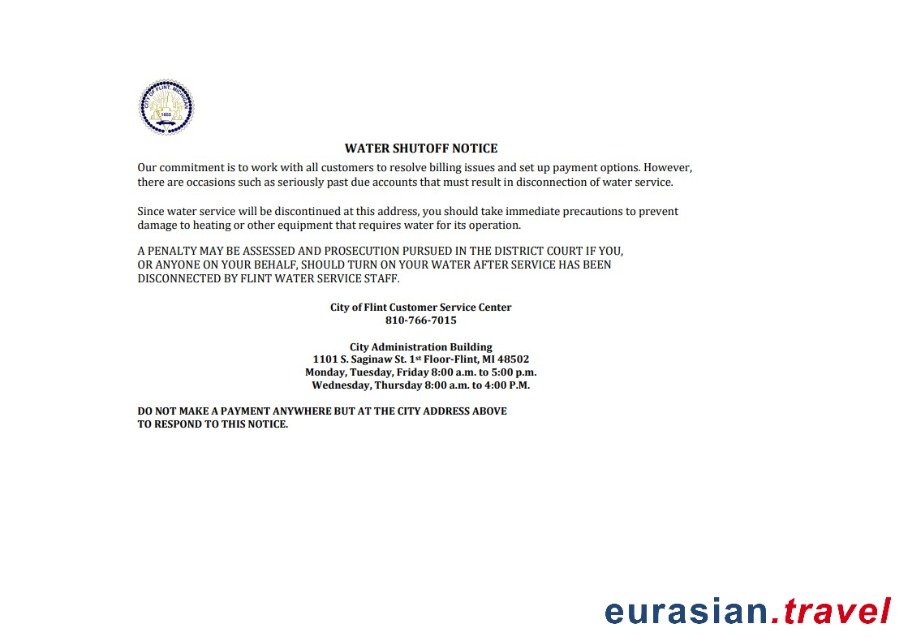 CITY OF FLINT, MICHIGAN
1855
WATER SHUTOFF NOTICE
Our commitment is to work with all customers to resolve billing issues and set up payment options. However,
there are occasions such as seriously past due accounts that must result in disconnection of water service.
Since water service will be discontinued at this address, you should take immediate precautions to prevent
damage to heating or other equipment that requires water for its operation.
A PENALTY MAY BE ASSESSED AND PROSECUTION PURSUED IN THE DISTRICT COURT IF YOU,
OR ANYONE ON YOUR BEHALF, SHOULD TURN ON YOUR WATER AFTER SERVICE HAS BEEN
DISCONNECTED BY FLINT WATER SERVICE STAFF.
City of Flint Customer Service Center
810-766-7015
City Administration Building
1101 S. Saginaw St. 1st Floor-Flint, MI 48502
Monday, Tuesday, Friday 8:00 a.m. to 5:00 p.m.
Wednesday, Thursday 8:00 a.m. to 4:00 P.M.
DO NOT MAKE A PAYMENT ANYWHERE BUT AT THE CITY ADDRESS ABOVE
TO RESPOND TO THIS NOTICE.
eurasian.travel